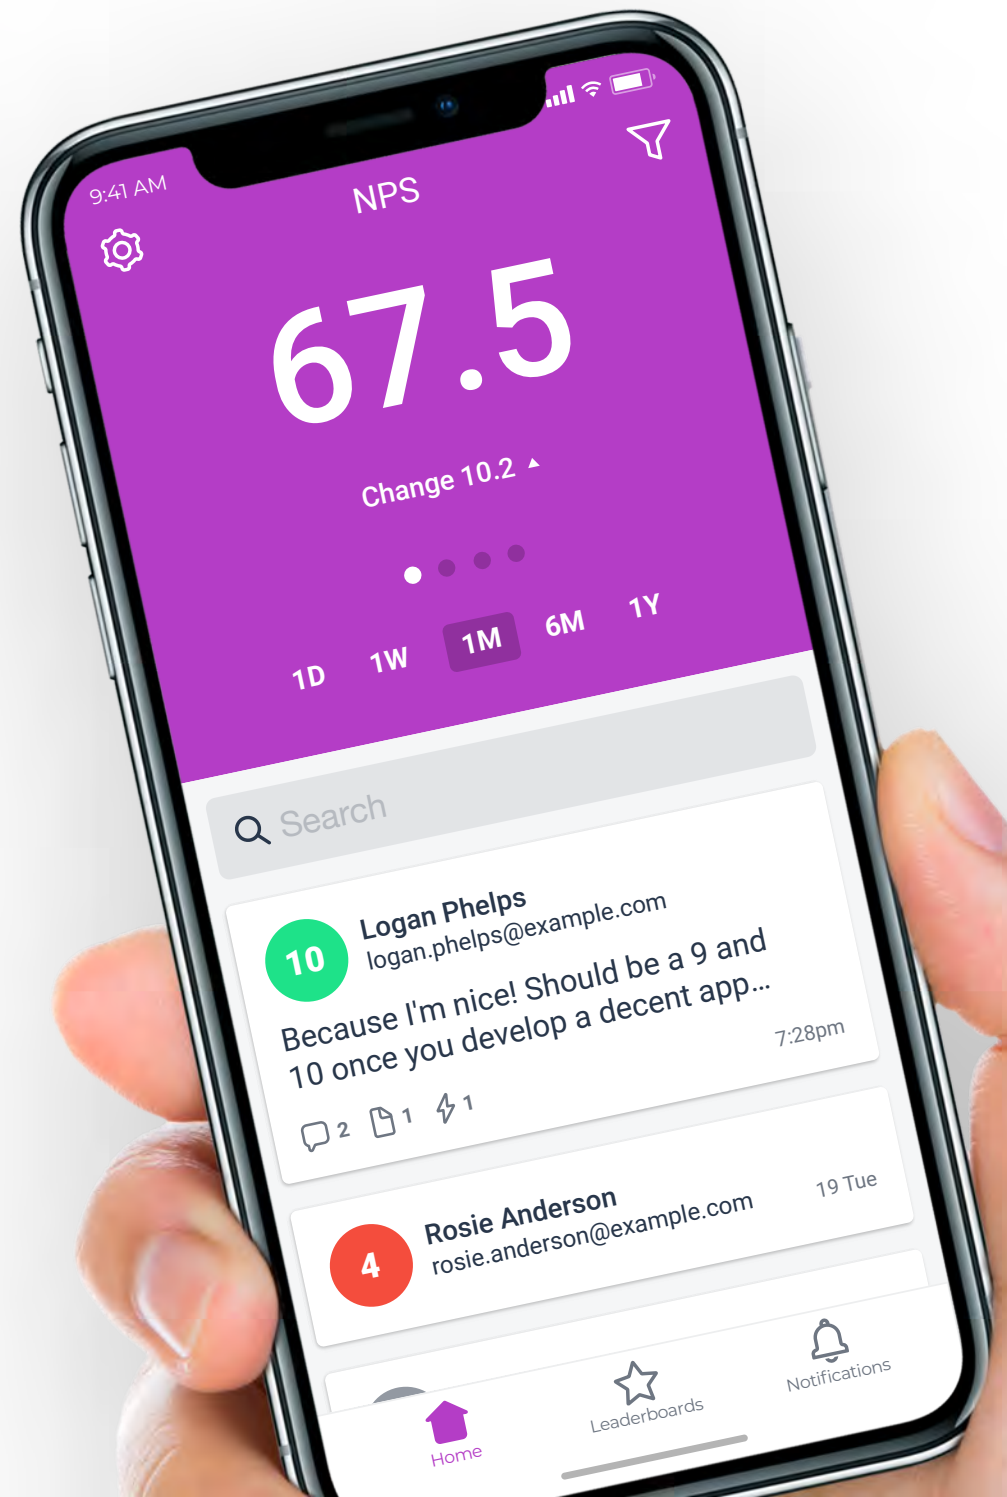 9:41 AM
NPS
67.5
Change 10.2
1D 1W 1M 6M 1Y
Search
10
Logan Phelps
logan.phelps@example.com
Because I'm nice! Should be a 9 and
10 once you develop a decent app...
7:28pm
2 1 1
4
Rosie Anderson
rosie.anderson@example.com
19 Tue
Home
Leaderboards
Notifications